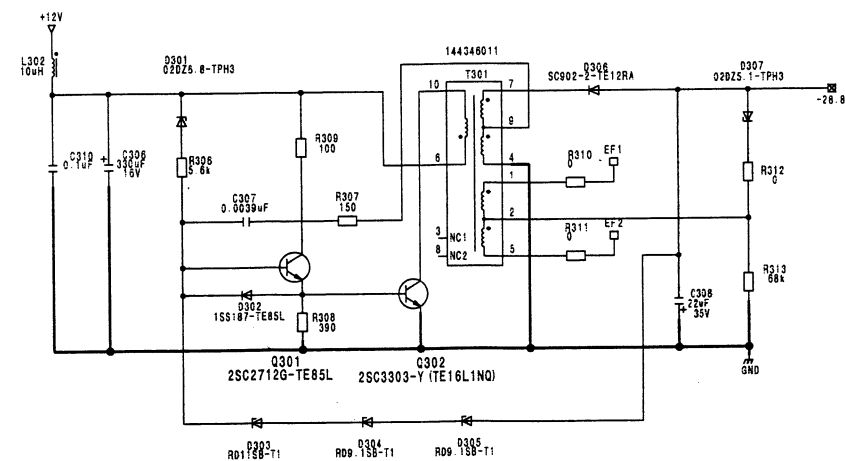 +12V
L302
10uH
D301
02DZ5.6-TPH3
144346011
T301
D306
SC902-2-TE12RA
D307
02DZ5.1-TPH3
-28.8
10
7
9
6
4
1
2
3
NC1
8
NC2
5
C310
0.1uF
C306
330uF
16V
R306
5.6k
R309
100
R310
0
EF1
R312
0
C307
0.0039uF
R307
150
R311
0
EF2
R313
68k
C308
22uF
35V
D302
1SS187-TE85L
R308
390
Q301
2SC2712G-TE85L
Q302
2SC3303-Y (TE16L1NQ)
GND
D303
RD11SB-T1
D304
RD9.1SB-T1
D305
RD9.1SB-T1